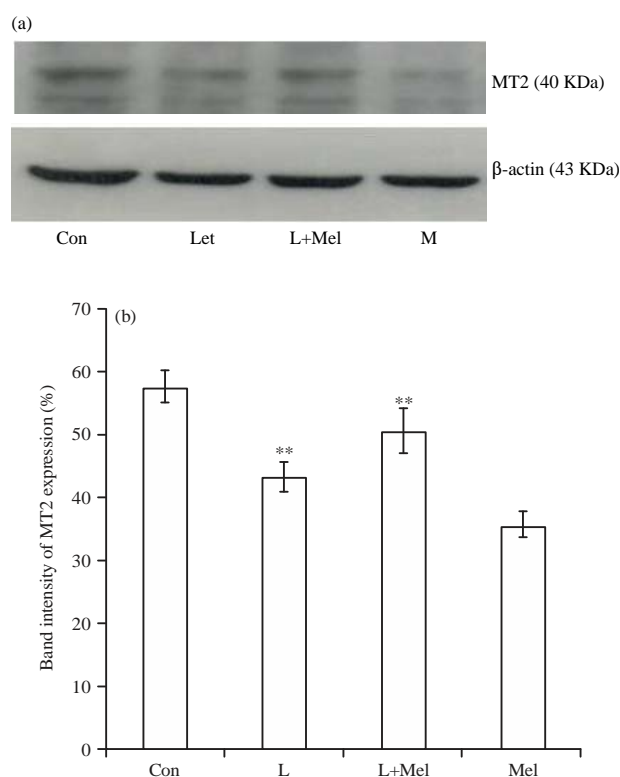 (a)
MT2 (40 KDa)
β-actin (43 KDa)
Con Let L+Mel M
(b)
Band intensity of MT2 expression (%)
70
60
50
40
30
20
10
0
**
**
Con L L+Mel Mel